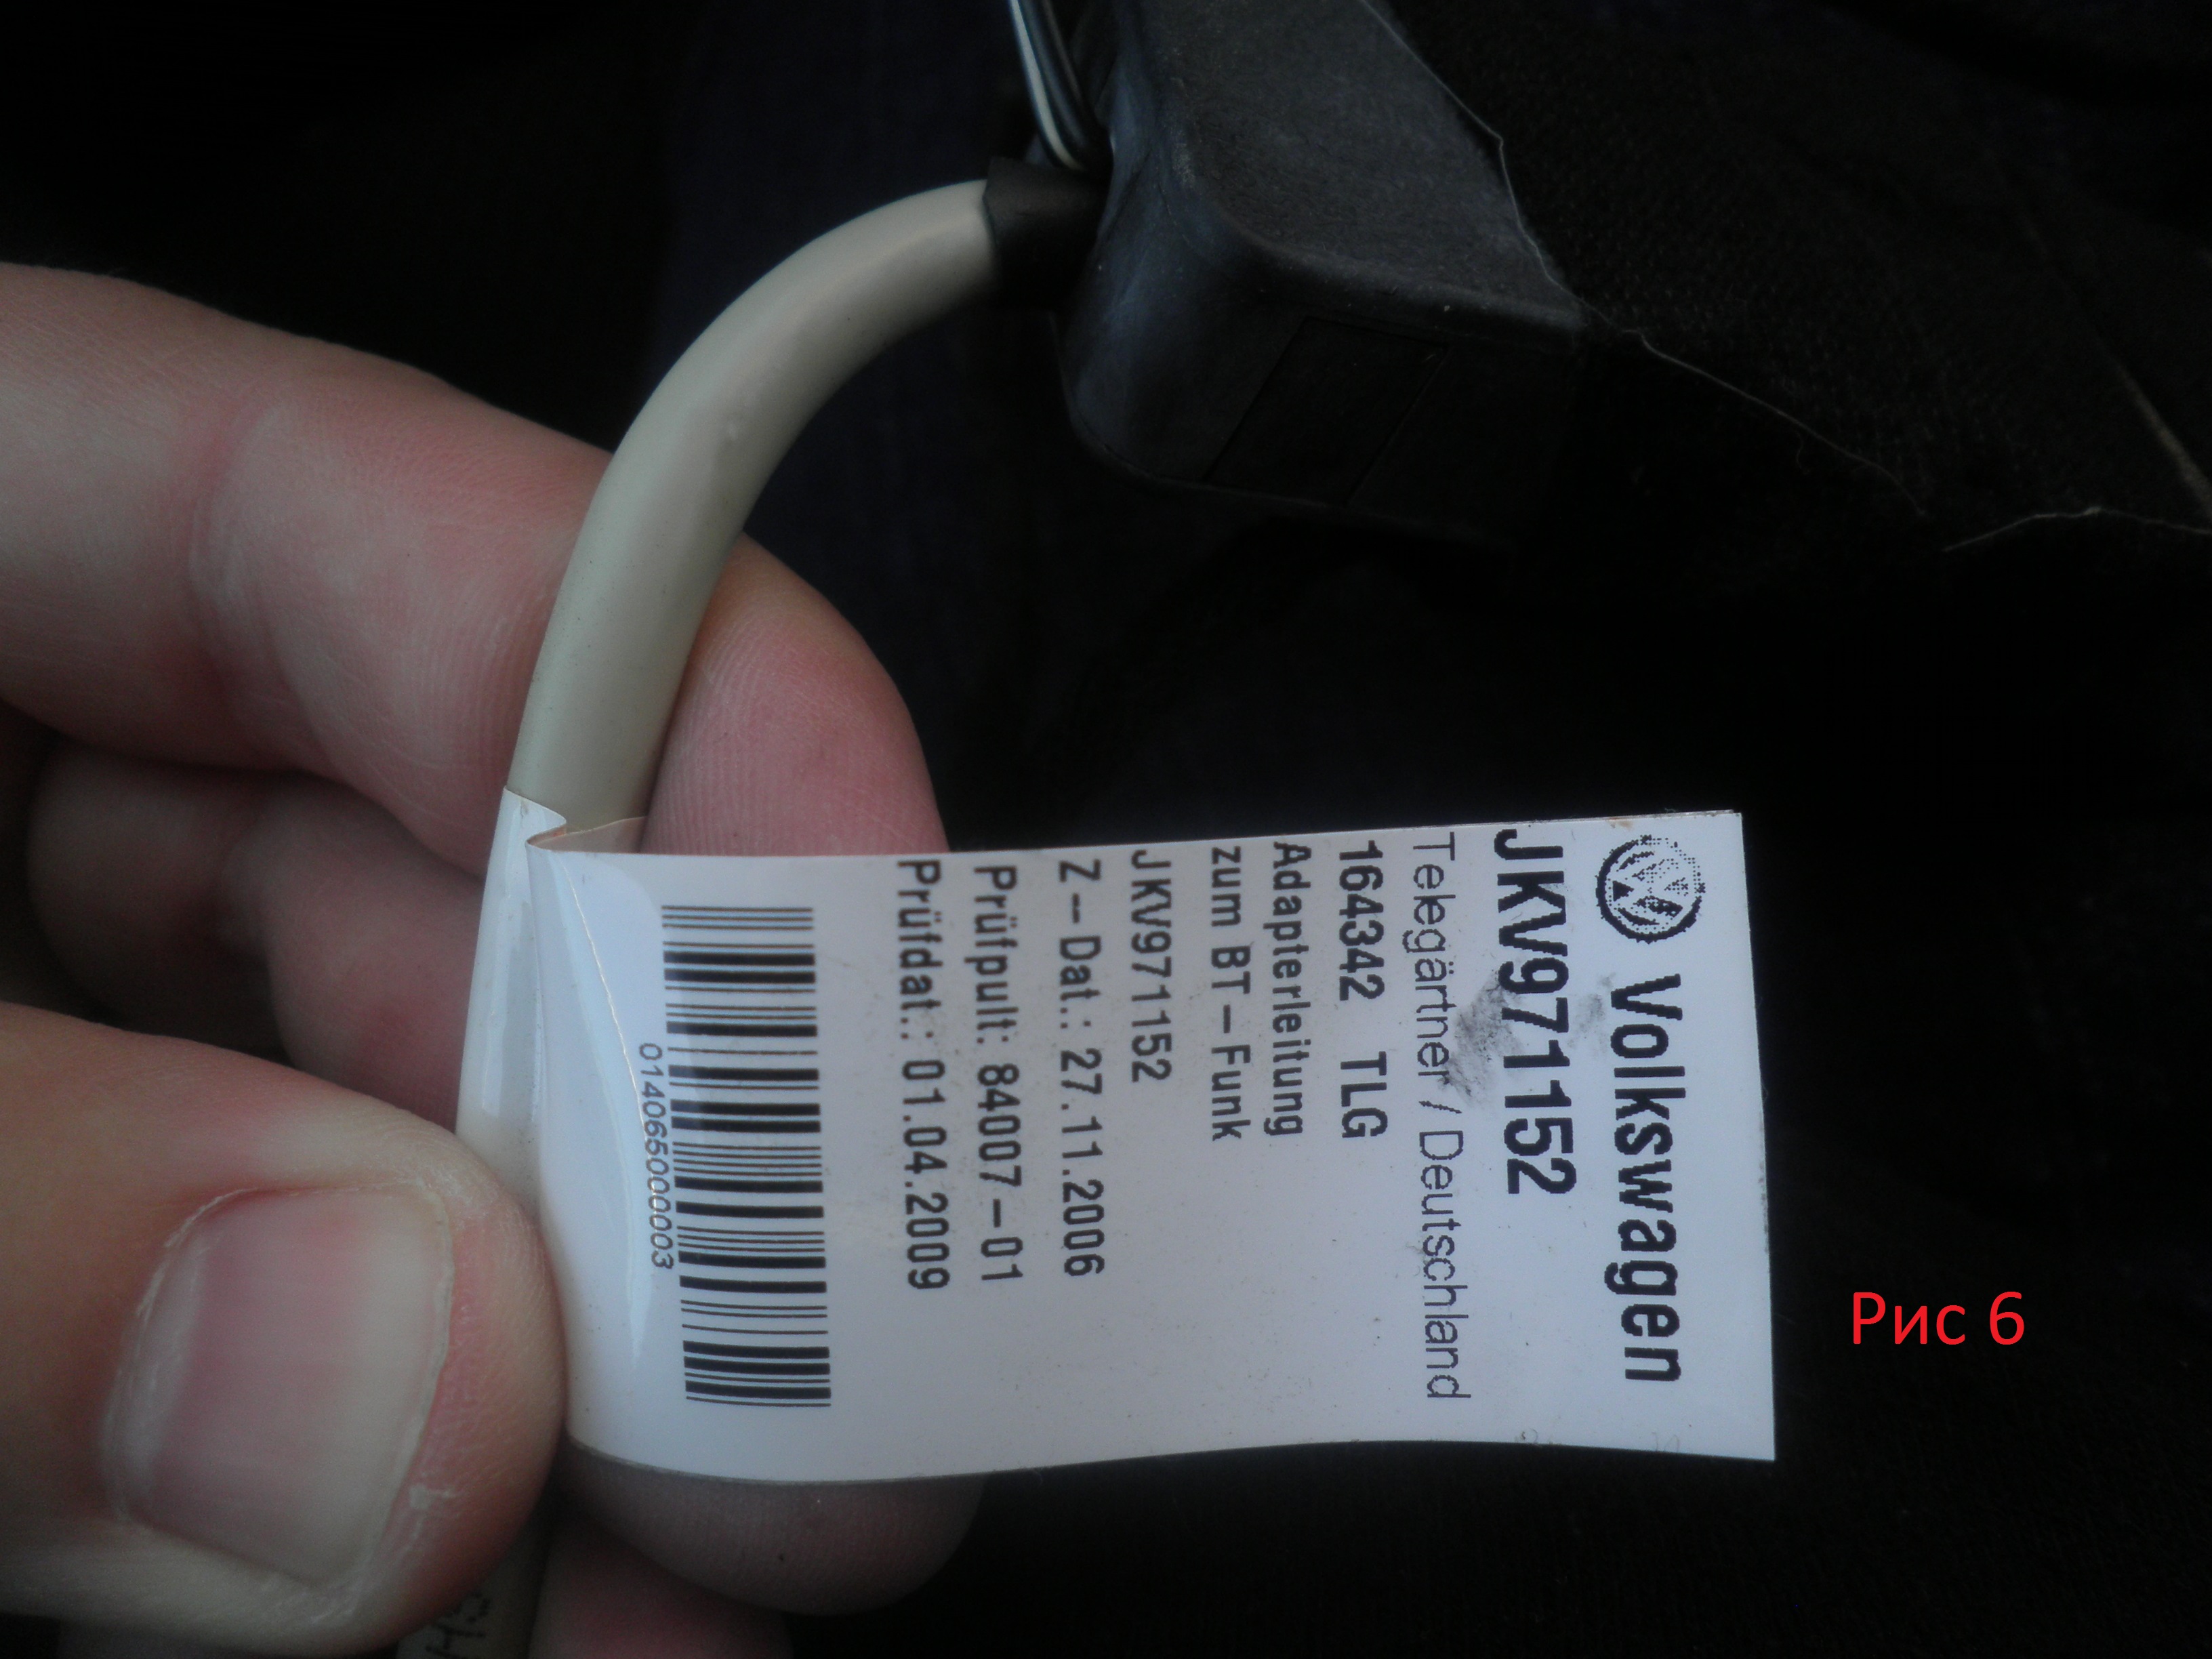 Volkswagen
JKV971152
Telegärtner / Deutschland
164342 TLG
Adapterleitung
zum BT-Funk
JKV971152
Z--Dat.: 27.11.2006
Prüfpult: 84007-01
Prüfdat.: 01.04.2009
0140650000003
Рис 6